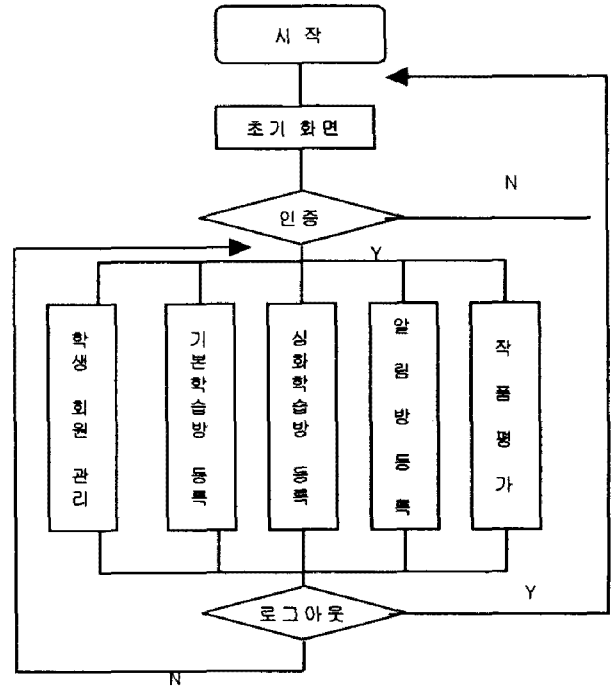 시 작
초기 화면
N
인증
Y
학생 회원 관리
기본학습방 등록
심화학습방 등록
알림방등록
작품평가
Y
로그아웃
N